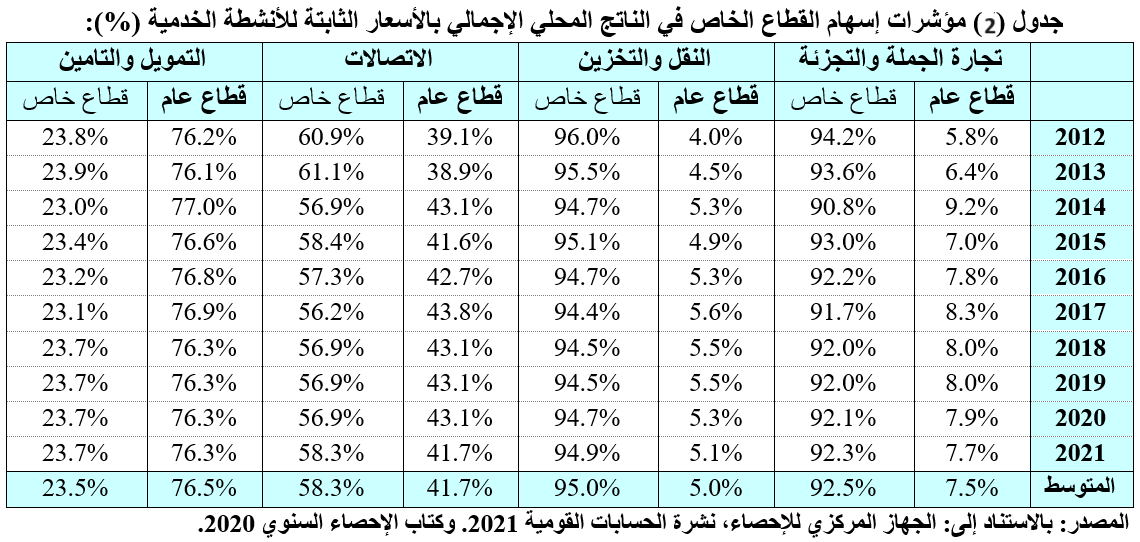 جدول (2) مؤشرات إسهام القطاع الخاص في الناتج المحلي الإجمالي بالأسعار الثابتة للأنشطة الخدمية (%):
تجارة الجملة والتجزئة النقل والتخزين الاتصالات التمويل والتامين
قطاع عام قطاع خاص قطاع عام قطاع خاص قطاع عام قطاع خاص قطاع عام قطاع خاص
2012 5.8% 94.2% 4.0% 96.0% 39.1% 60.9% 76.2% 23.8%
2013 6.4% 93.6% 4.5% 95.5% 38.9% 61.1% 76.1% 23.9%
2014 9.2% 90.8% 5.3% 94.7% 43.1% 56.9% 77.0% 23.0%
2015 7.0% 93.0% 4.9% 95.1% 41.6% 58.4% 76.6% 23.4%
2016 7.8% 92.2% 5.3% 94.7% 42.7% 57.3% 76.8% 23.2%
2017 8.3% 91.7% 5.6% 94.4% 43.8% 56.2% 76.9% 23.1%
2018 8.0% 92.0% 5.5% 94.5% 43.1% 56.9% 76.3% 23.7%
2019 8.0% 92.0% 5.5% 94.5% 43.1% 56.9% 76.3% 23.7%
2020 7.9% 92.1% 5.3% 94.7% 43.1% 56.9% 76.3% 23.7%
2021 7.7% 92.3% 5.1% 94.9% 41.7% 58.3% 76.3% 23.7%
المتوسط 7.5% 92.5% 5.0% 95.0% 41.7% 58.3% 76.5% 23.5%
المصدر: بالاستناد إلى: الجهاز المركزي للإحصاء، نشرة الحسابات القومية 2021. وكتاب الإحصاء السنوي 2020.